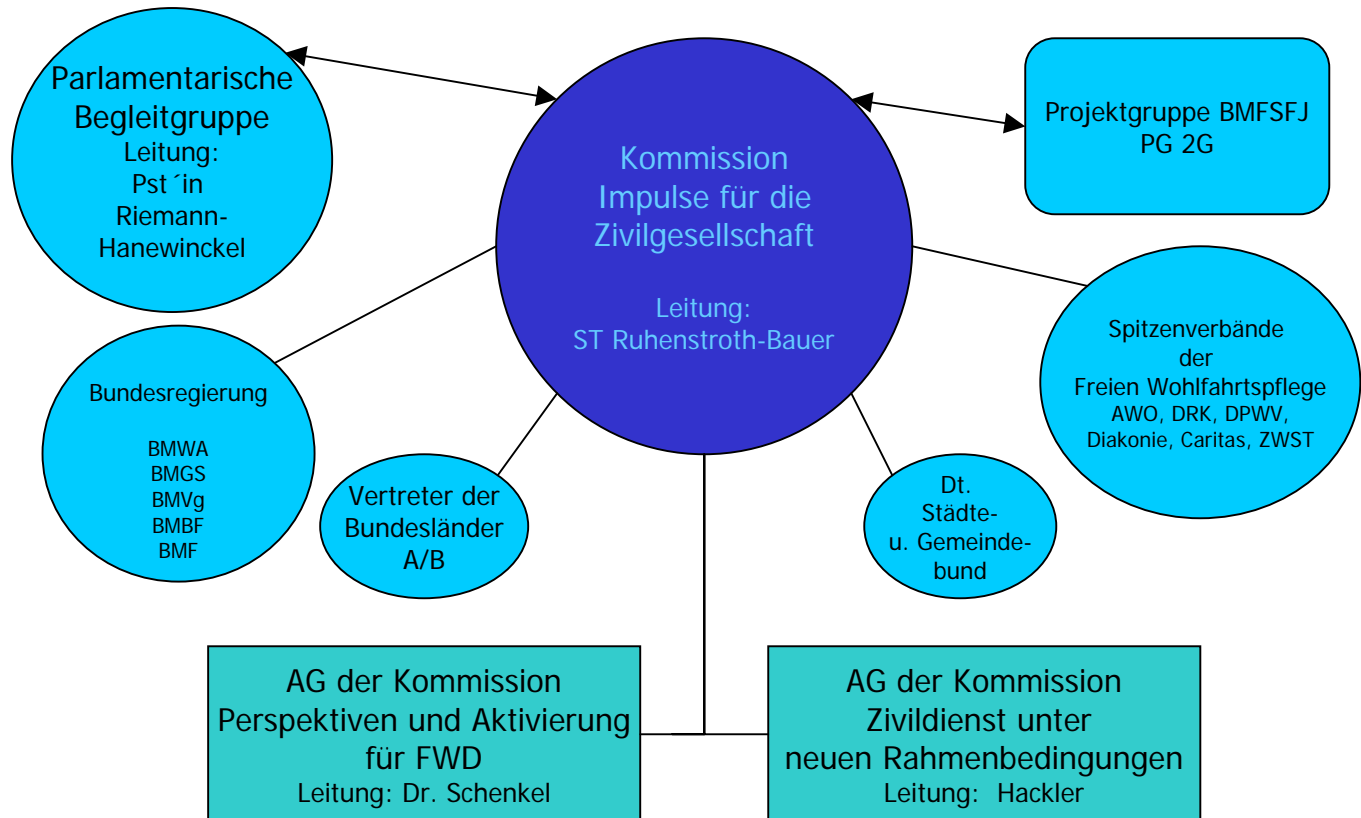 Parlamentarische
Begleitgruppe
Leitung:
Pst´in
Riemann-
Hanewinckel
Kommission
Impulse für die
Zivilgesellschaft
Leitung:
ST Ruhenstroth-Bauer
Projektgruppe BMFSFJ
PG 2G
Bundesregierung
BMWA
BMGS
BMVg
BMBF
BMF
Vertreter der
Bundesländer
A/B
Dt.
Städte-
u. Gemeinde-
bund
Spitzenverbände
der
Freien Wohlfahrtspflege
AWO, DRK, DPWV,
Diakonie, Caritas, ZWST
AG der Kommission
Perspektiven und Aktivierung
für FWD
Leitung: Dr. Schenkel
AG der Kommission
Zivildienst unter
neuen Rahmenbedingungen
Leitung: Hackler